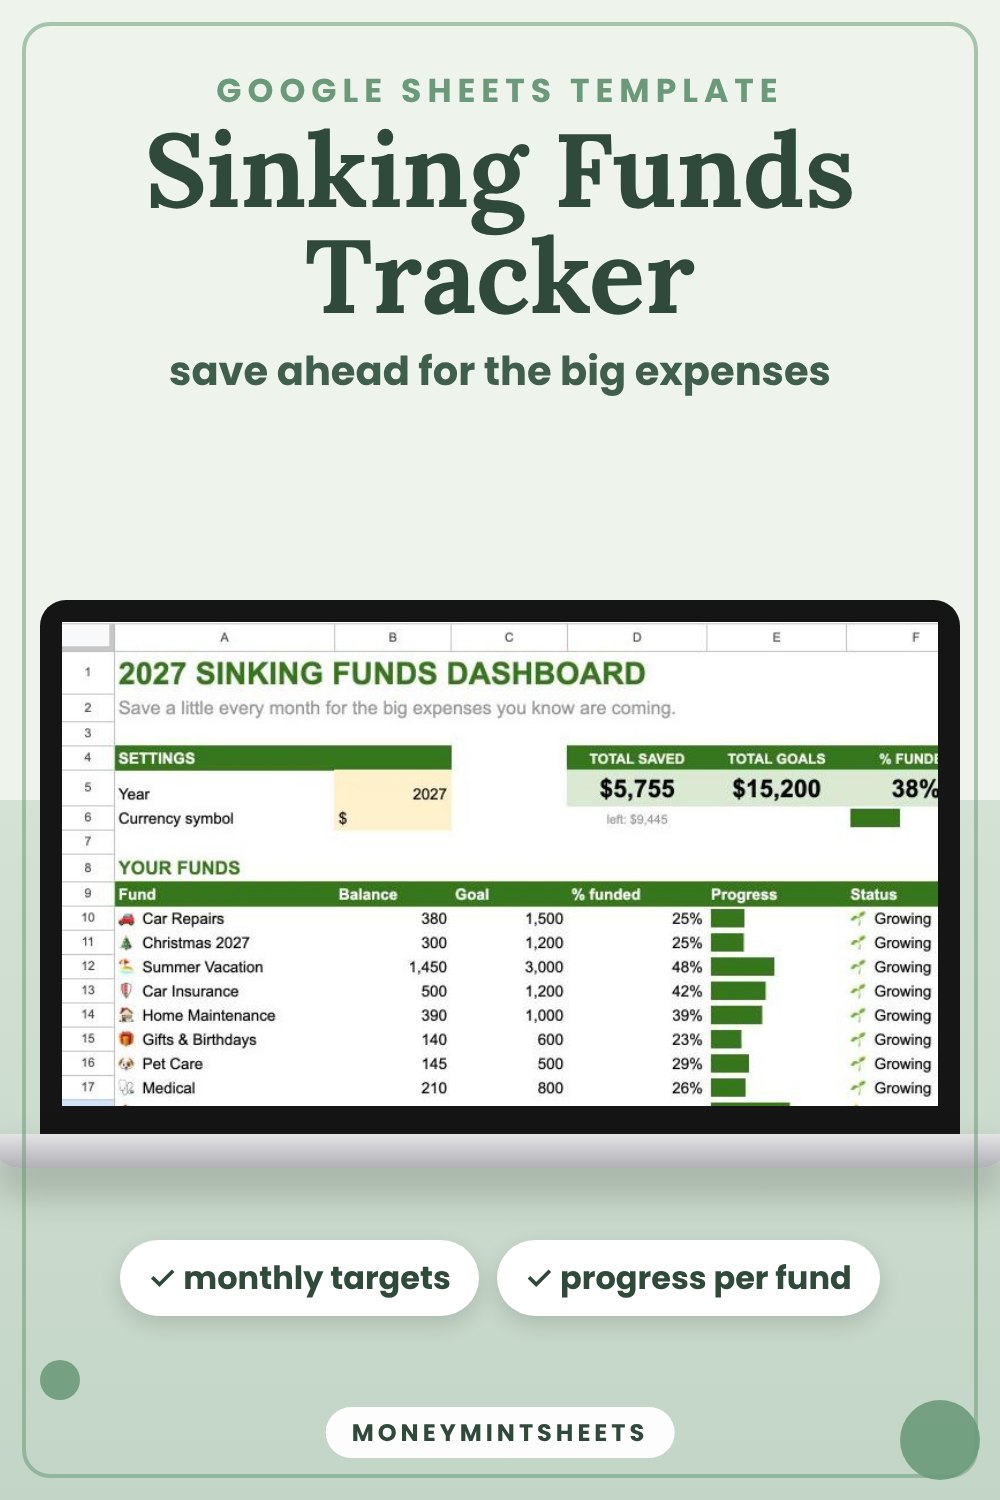 GOOGLE SHEETS TEMPLATE
Sinking Funds
Tracker
save ahead for the big expenses
A B C D E F
1 2027 SINKING FUNDS DASHBOARD
2 Save a little every month for the big expenses you know are coming.
3
4 SETTINGS TOTAL SAVED TOTAL GOALS % FUNDE
5 Year 2027 $5,755 $15,200 38%
6 Currency symbol $ left: $9,445
7
8 YOUR FUNDS
9 Fund Balance Goal % funded Progress Status
10 Car Repairs 380 1,500 25% Growing
11 Christmas 2027 300 1,200 25% Growing
12 Summer Vacation 1,450 3,000 48% Growing
13 Car Insurance 500 1,200 42% Growing
14 Home Maintenance 390 1,000 39% Growing
15 Gifts & Birthdays 140 600 23% Growing
16 Pet Care 145 500 29% Growing
17 Medical 210 800 26% Growing
✓ monthly targets ✓ progress per fund
MONEYMINTSHEETS